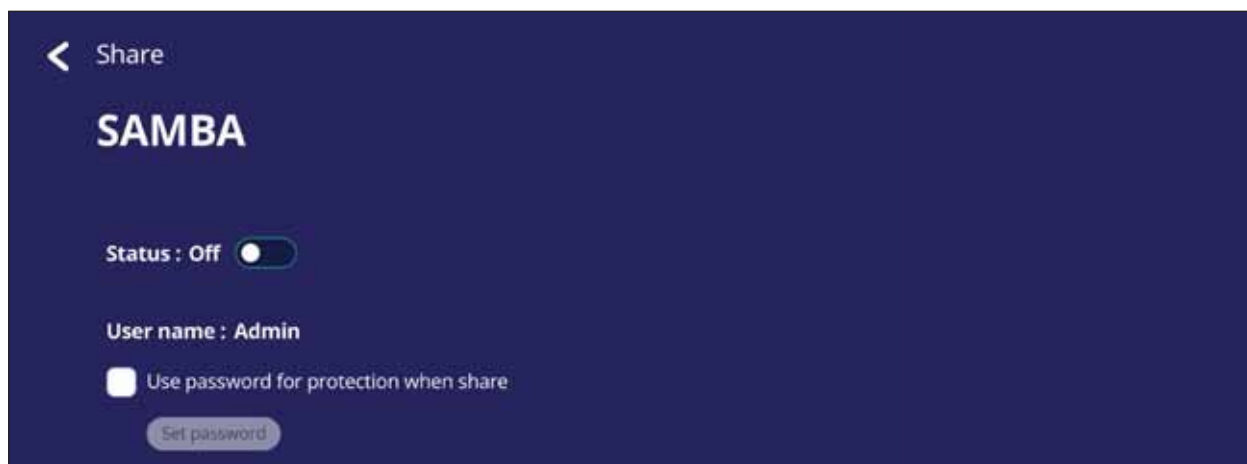 Share
SAMBA
Status : Off
User name : Admin
Use password for protection when share
Set password